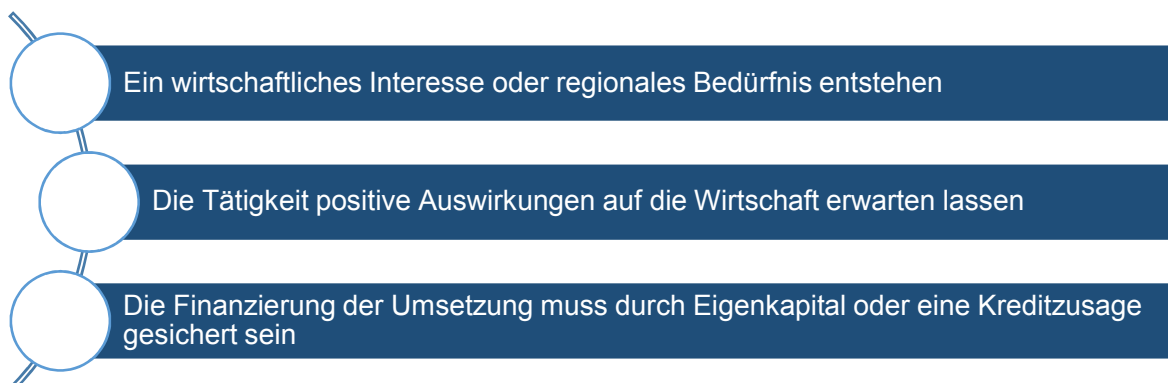 Ein wirtschaftliches Interesse oder regionales Bedürfnis entstehen
Die Tätigkeit positive Auswirkungen auf die Wirtschaft erwarten lassen
Die Finanzierung der Umsetzung muss durch Eigenkapital oder eine Kreditzusage
gesichert sein